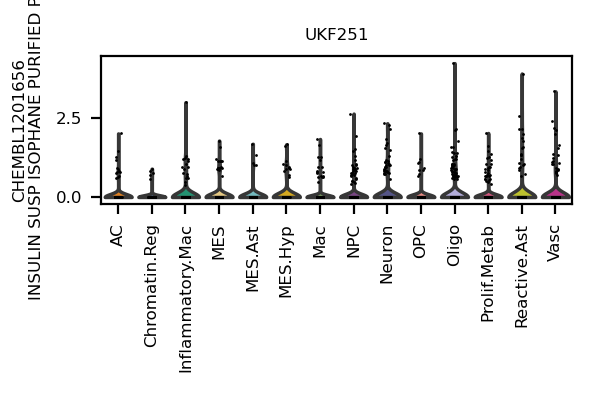 UKF251
CHEMBL1201656
INSULIN SUSP ISOPHANE PURIFIED
2.5
0.0
AC
Chromatin.Reg
Inflammatory.Mac
MES
MES.Ast
MES.Hyp
Mac
NPC
Neuron
OPC
Oligo
Prolif.Metab
Reactive.Ast
Vasc